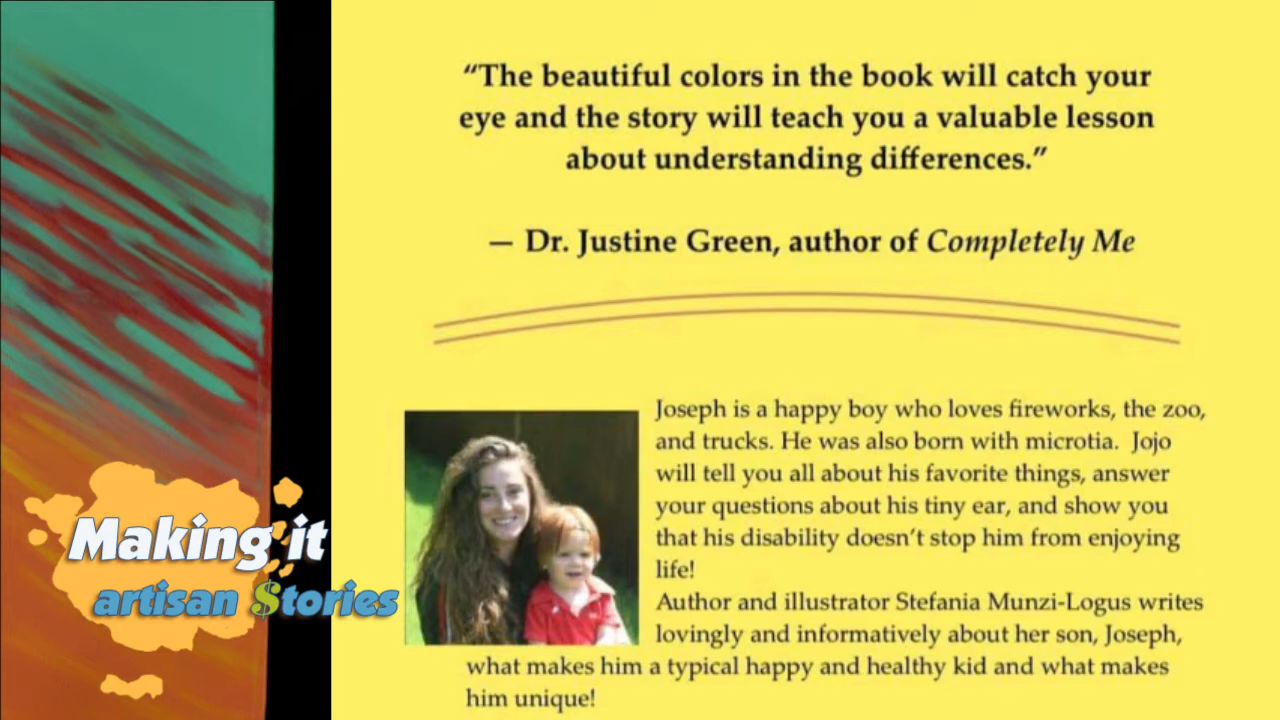 “The beautiful colors in the book will catch your
eye and the story will teach you a valuable lesson
about understanding differences.”
— Dr. Justine Green, author of Completely Me
Joseph is a happy boy who loves fireworks, the zoo,
and trucks. He was also born with microtia.  Jojo
will tell you all about his favorite things, answer
your questions about his tiny ear, and show you
that his disability doesn’t stop him from enjoying
life!
Author and illustrator Stefania Munzi-Logus writes
lovingly and informatively about her son, Joseph,
what makes him a typical happy and healthy kid and what makes
him unique!
Making it
artisan $tories